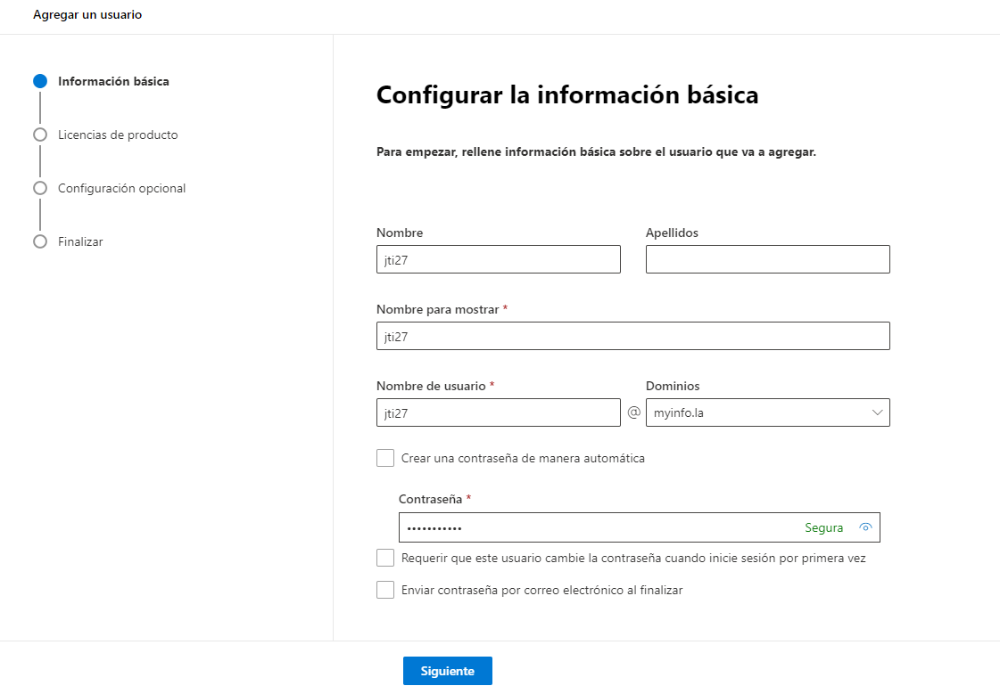 Agregar un usuario
Información básica
Licencias de producto
Configuración opcional
Finalizar
Configurar la información básica
Para empezar, rellene información básica sobre el usuario que va a agregar.
Nombre
Apellidos
jti27
Nombre para mostrar *
jti27
Nombre de usuario *
Dominios
jti27 @ myinfo.la
Crear una contraseña de manera automática
Contraseña *
••••••••••• Segura
Requerir que este usuario cambie la contraseña cuando inicie sesión por primera vez
Enviar contraseña por correo electrónico al finalizar
Siguiente